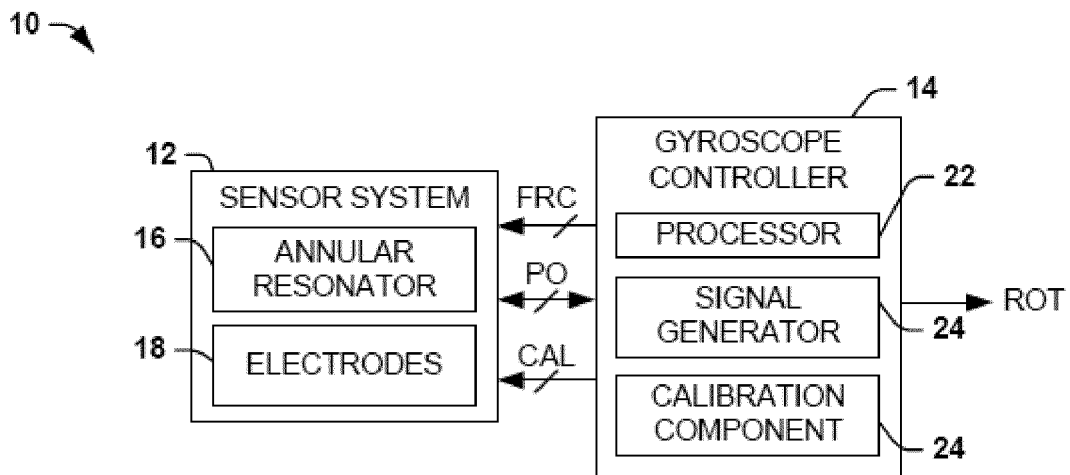 10
14
GYROSCOPE
CONTROLLER
12
SENSOR SYSTEM
FRC
22
PROCESSOR
16
ANNULAR
RESONATOR
PO
SIGNAL
GENERATOR
24
ROT
18
ELECTRODES
CAL
CALIBRATION
COMPONENT
24